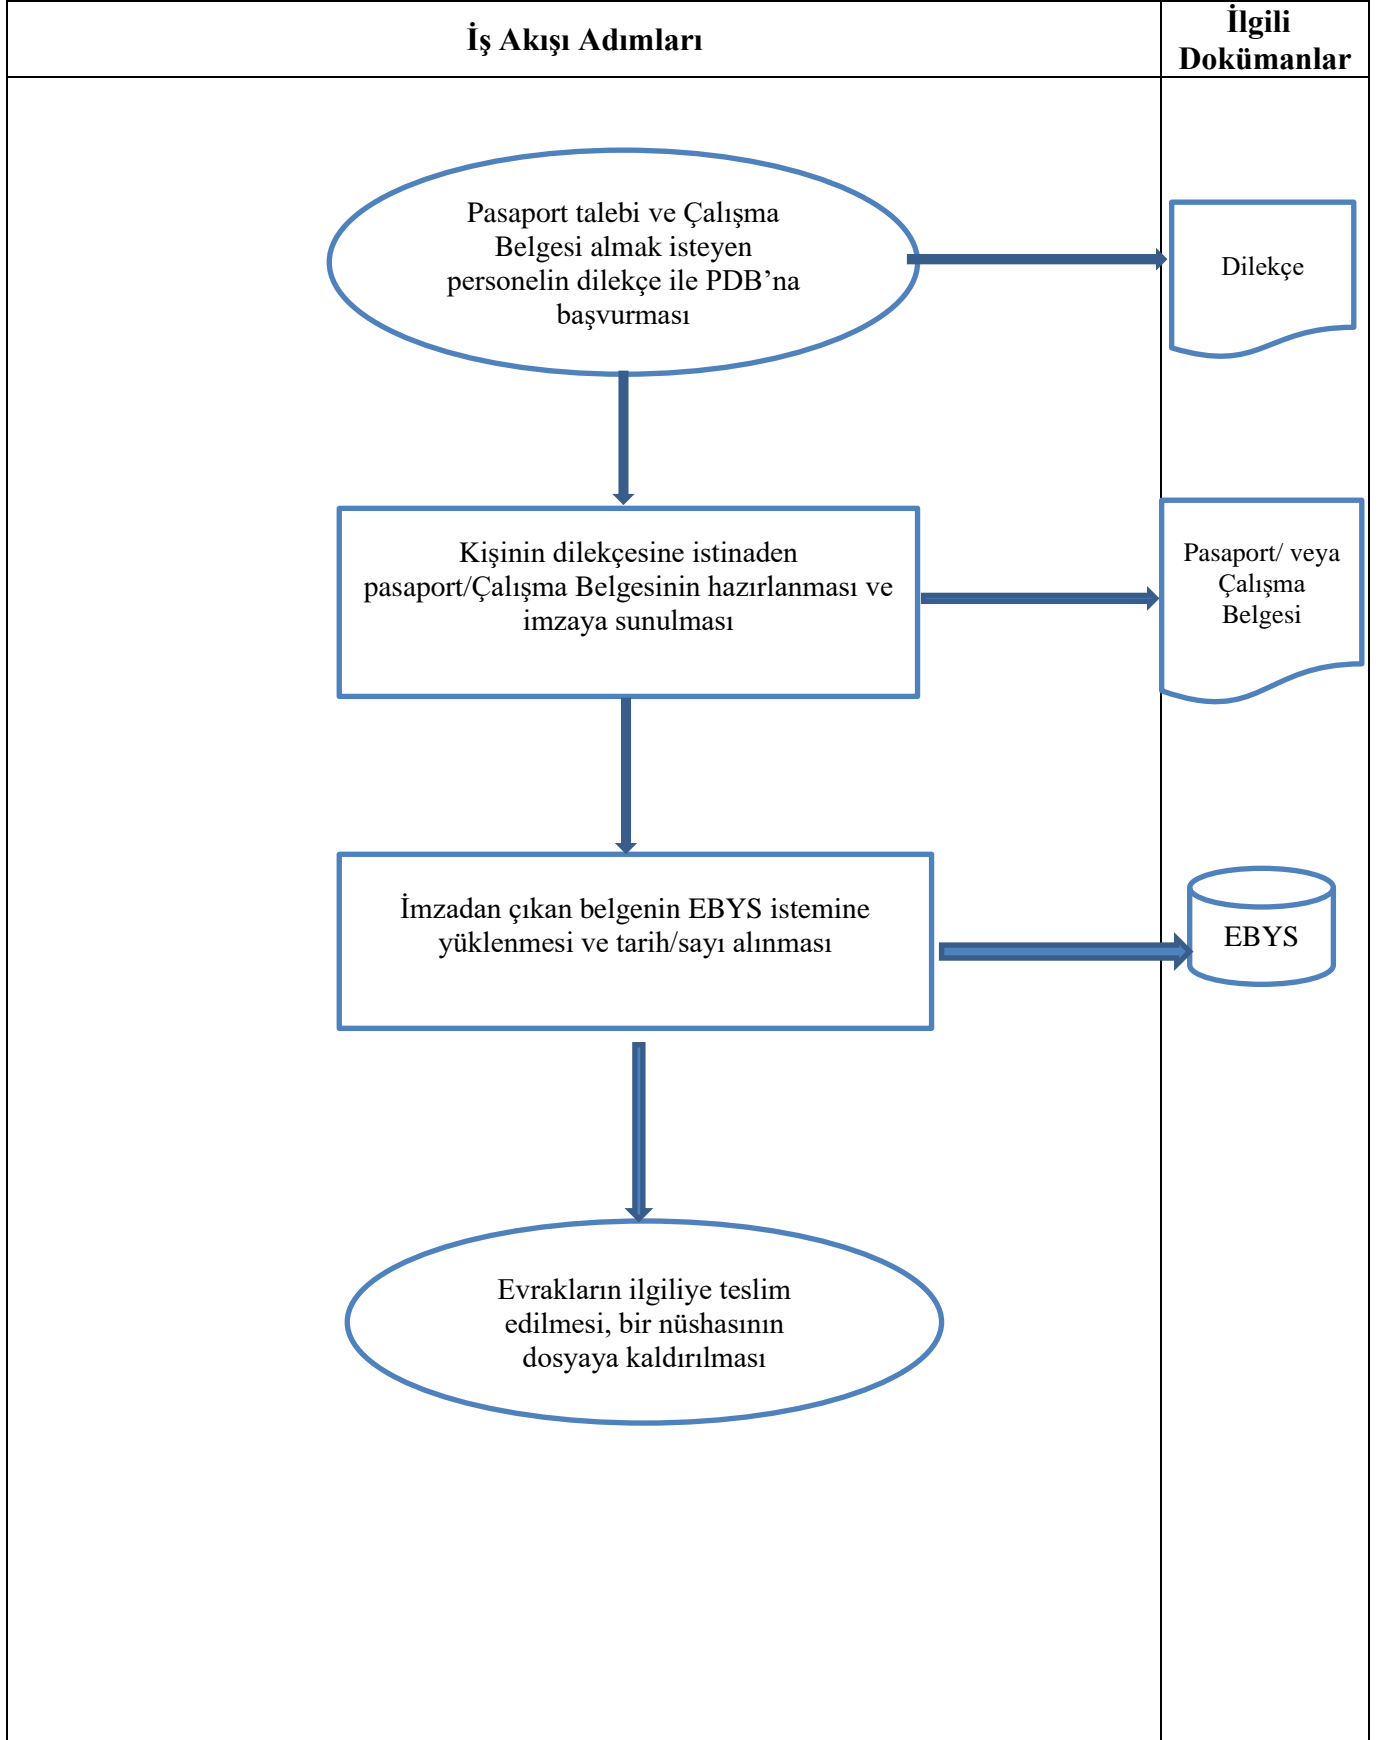 İş Akışı Adımları
İlgili
Dokümanlar
Pasaport talebi ve Çalışma
Belgesi almak isteyen
personelin dilekçe ile PDB’na
başvurması
Dilekçe
Kişinin dilekçesine istinaden
pasaport/Çalışma Belgesinin hazırlanması ve
imzaya sunulması
Pasaport/ veya
Çalışma
Belgesi
İmzadan çıkan belgenin EBYS istemine
yüklenmesi ve tarih/sayı alınması
EBYS
Evrakların ilgiliye teslim
edilmesi, bir nüshasının
dosyaya kaldırılması